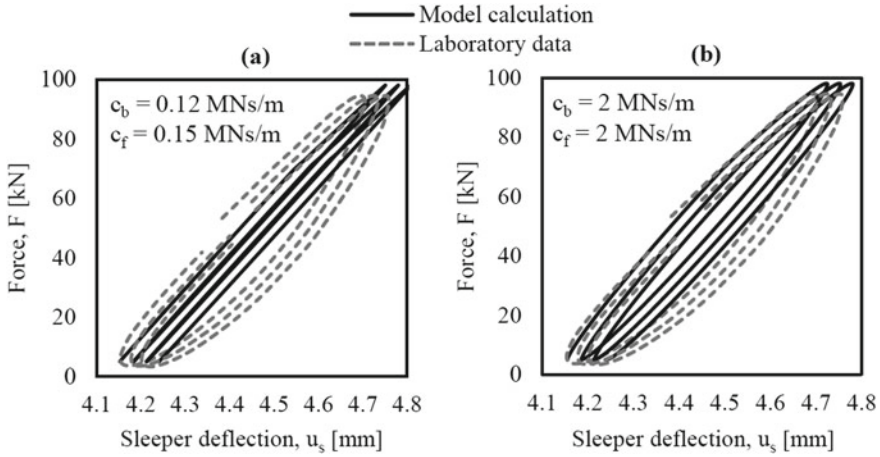 Model calculation
Laboratory data
(a)
(b)
c_b = 0.12 MNs/m
c_f = 0.15 MNs/m
Force, F [kN]
100
80
60
40
20
0
4.1 4.2 4.3 4.4 4.5 4.6 4.7 4.8
Sleeper deflection, u_s [mm]
c_b = 2 MNs/m
c_f = 2 MNs/m
Force, F [kN]
100
80
60
40
20
0
4.1 4.2 4.3 4.4 4.5 4.6 4.7 4.8
Sleeper deflection, u_s [mm]